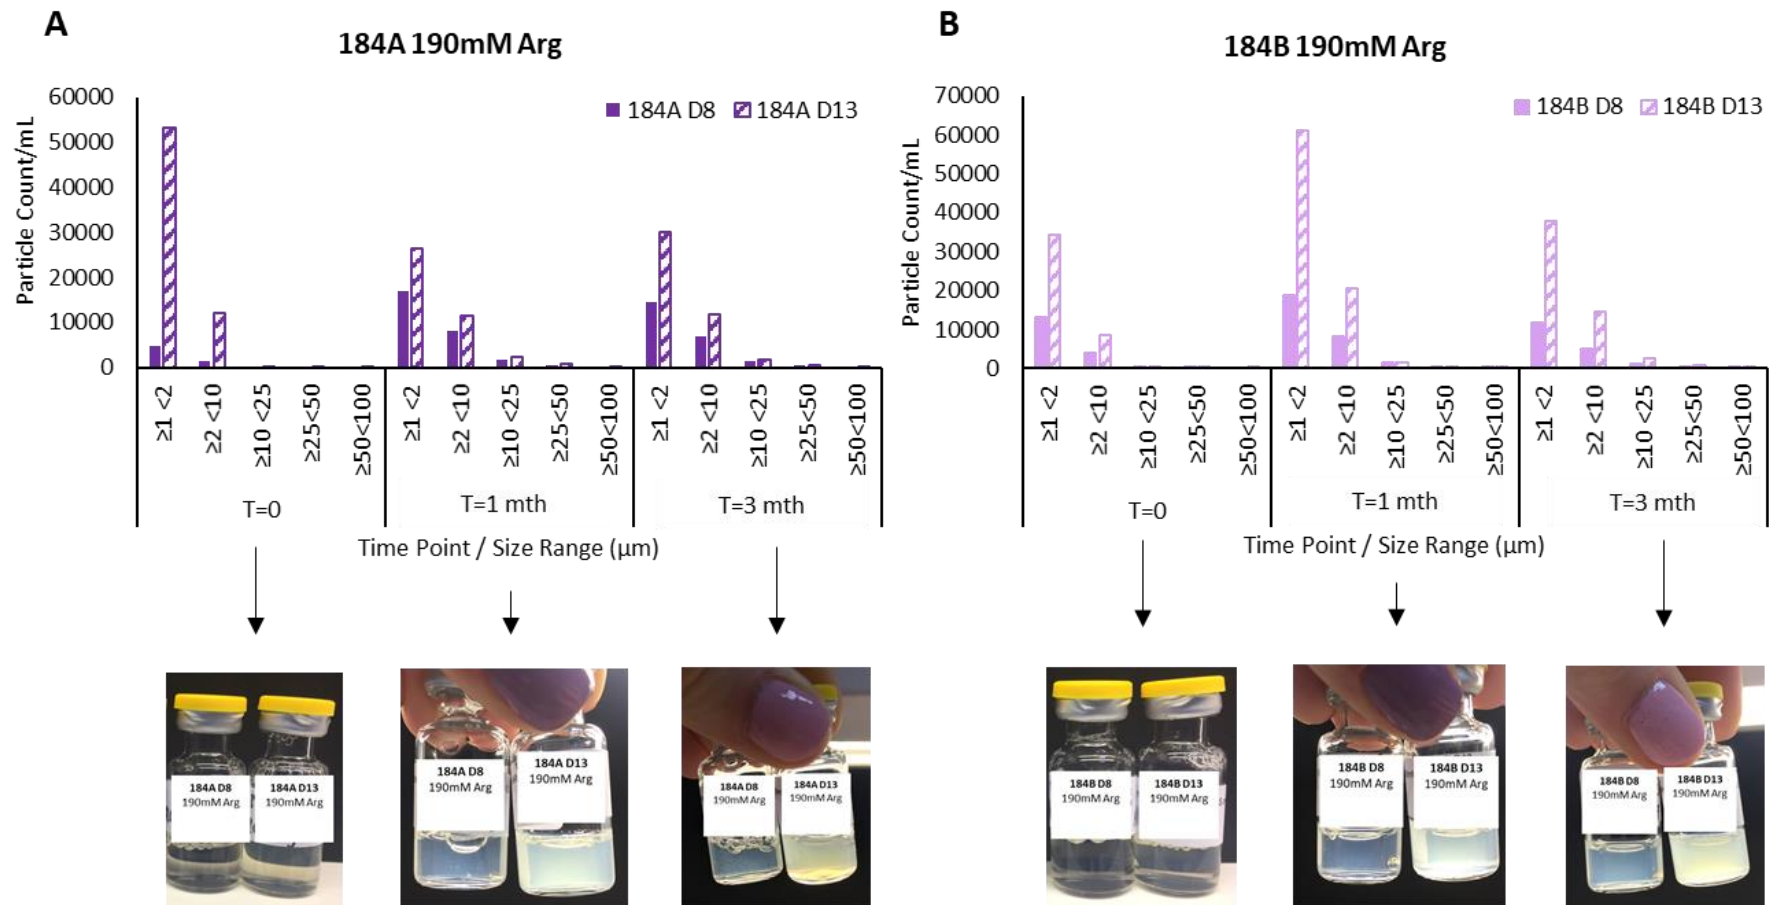 A
184A 190mM Arg
Particle Count/mL
60000
50000
40000
30000
20000
10000
0
184A D8
184A D13
≥1 <2
≥2 <10
≥10 <25
≥25<50
≥50<100
≥1 <2
≥2 <10
≥10 <25
≥25<50
≥50<100
≥1 <2
≥2 <10
≥10 <25
≥25<50
≥50<100
T=0
T=1 mth
T=3 mth
Time Point / Size Range (µm)
184A D8
190mM Arg
184A D13
190mM Arg
184A D8
190mM Arg
184A D13
190mM Arg
184A D8
190mM Arg
184A D13
190mM Arg
B
184B 190mM Arg
Particle Count/mL
70000
60000
50000
40000
30000
20000
10000
0
184B D8
184B D13
≥1 <2
≥2 <10
≥10 <25
≥25<50
≥50<100
≥1 <2
≥2 <10
≥10 <25
≥25<50
≥50<100
≥1 <2
≥2 <10
≥10 <25
≥25<50
≥50<100
T=0
T=1 mth
T=3 mth
Time Point / Size Range (µm)
184B D8
190mM Arg
184B D13
190mM Arg
184B D8
190mM Arg
184B D13
190mM Arg
184B D8
190mM Arg
184B D13
190mM Arg